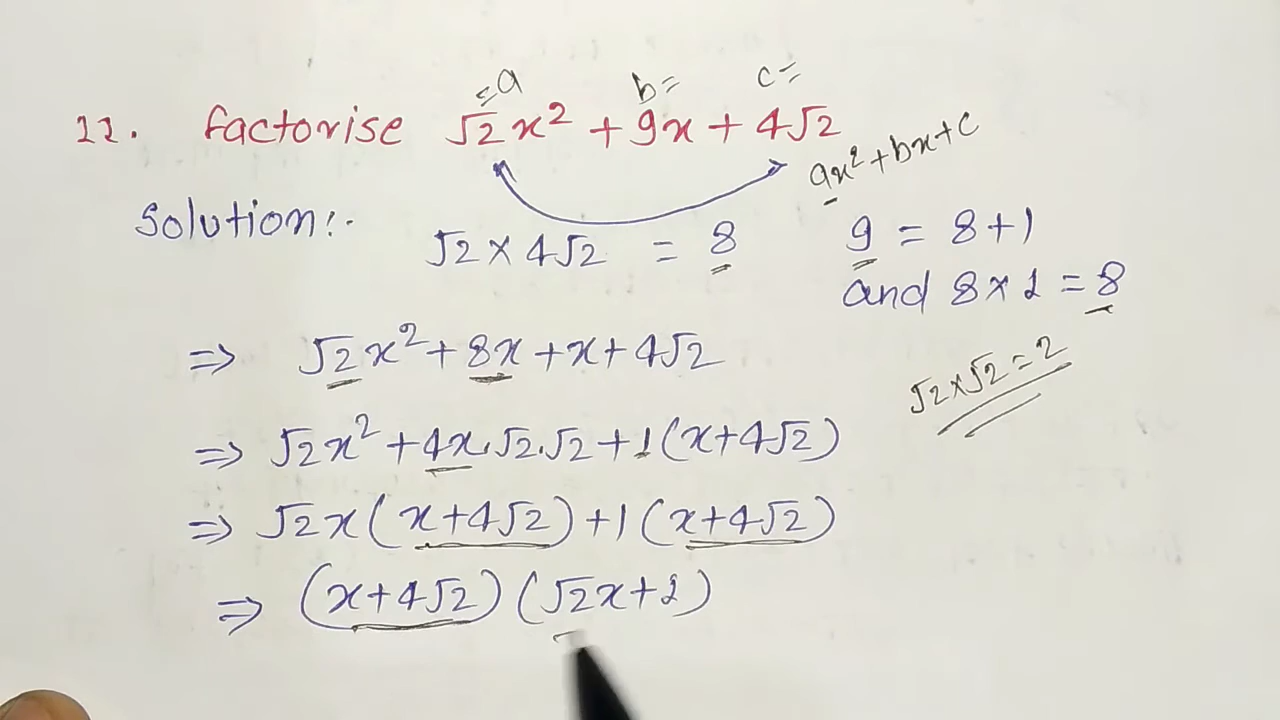 =a b= c=
11. Factorise √2x² + 9x + 4√2
ax²+bx+c
Solution:-
√2 × 4√2 = 8
9 = 8+1
and 8×1 = 8
⇒ √2x² + 8x + x + 4√2
√2×√2=2
⇒ √2x² + 4x.√2.√2 + 1(x+4√2)
⇒ √2x(x+4√2)+1(x+4√2)
⇒ (x+4√2)(√2x+1)